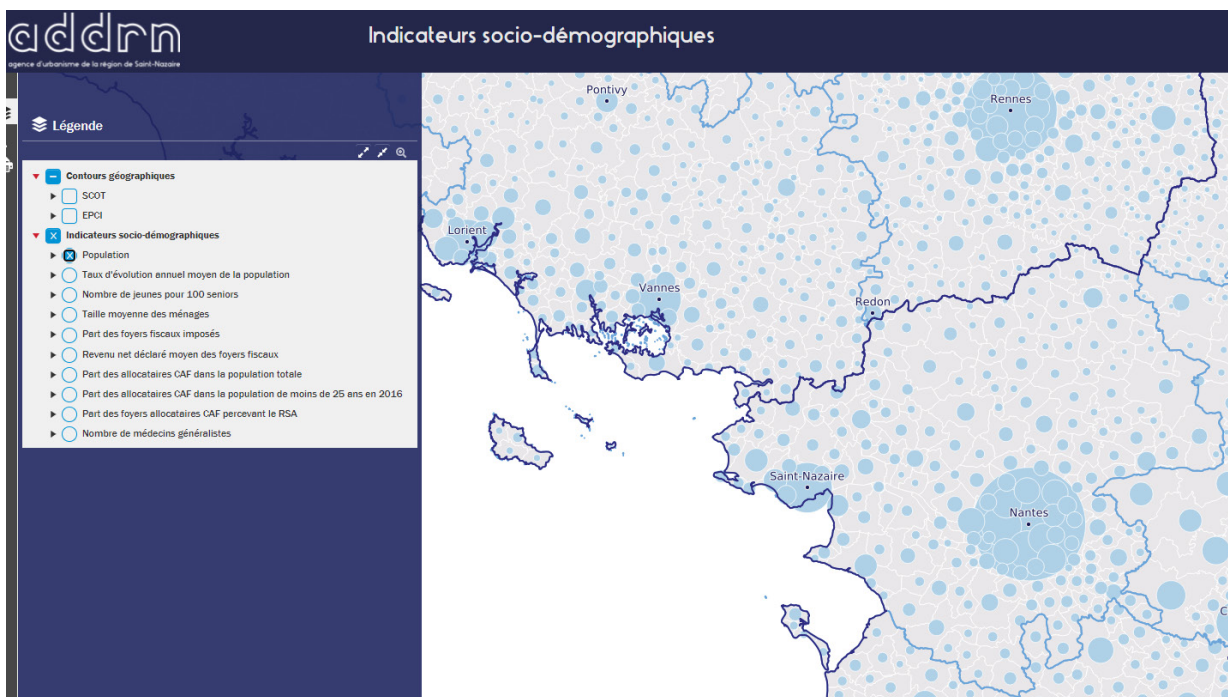 addrn
agence d'urbanisme de la région de Saint-Nazaire
Indicateurs socio-démographiques
Légende
Contours géographiques
SCOT
EPCI
Indicateurs socio-démographiques
Population
Taux d'évolution annuel moyen de la population
Nombre de jeunes pour 100 seniors
Taille moyenne des ménages
Part des foyers fiscaux imposés
Revenu net déclaré moyen des foyers fiscaux
Part des allocataires CAF dans la population totale
Part des allocataires CAF dans la population de moins de 25 ans en 2016
Part des foyers allocataires CAF percevant le RSA
Nombre de médecins généralistes
Pontivy
Rennes
Lorient
Vannes
Redon
Saint-Nazaire
Nantes